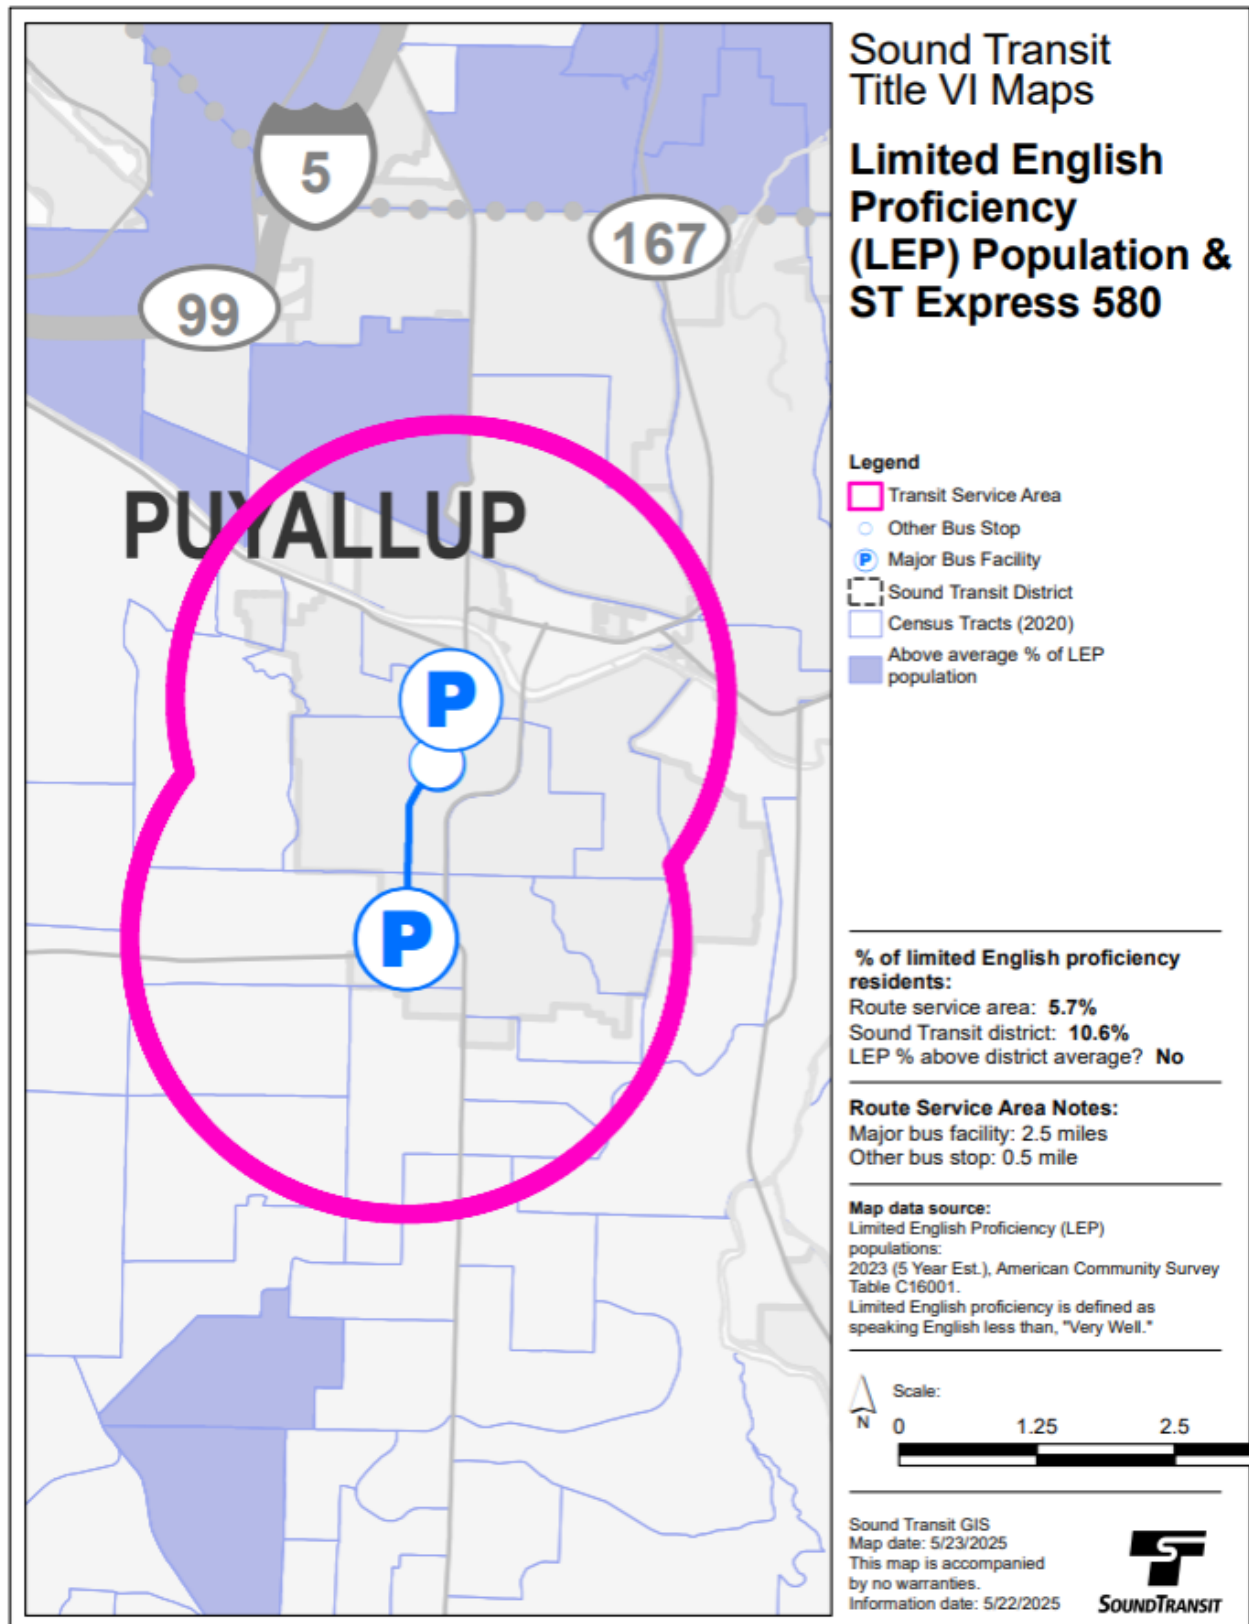 Sound Transit
Title VI Maps
Limited English
Proficiency
(LEP) Population &
ST Express 580
5
167
99
PUYALLUP
P
P
Legend
Transit Service Area
Other Bus Stop
P Major Bus Facility
Sound Transit District
Census Tracts (2020)
Above average % of LEP
population
% of limited English proficiency
residents:
Route service area: 5.7%
Sound Transit district: 10.6%
LEP % above district average? No
Route Service Area Notes:
Major bus facility: 2.5 miles
Other bus stop: 0.5 mile
Map data source:
Limited English Proficiency (LEP)
populations:
2023 (5 Year Est.), American Community Survey
Table C16001.
Limited English proficiency is defined as
speaking English less than, "Very Well."
N
Scale:
0 1.25 2.5
Sound Transit GIS
Map date: 5/23/2025
This map is accompanied
by no warranties.
Information date: 5/22/2025
T
SOUNDTRANSIT